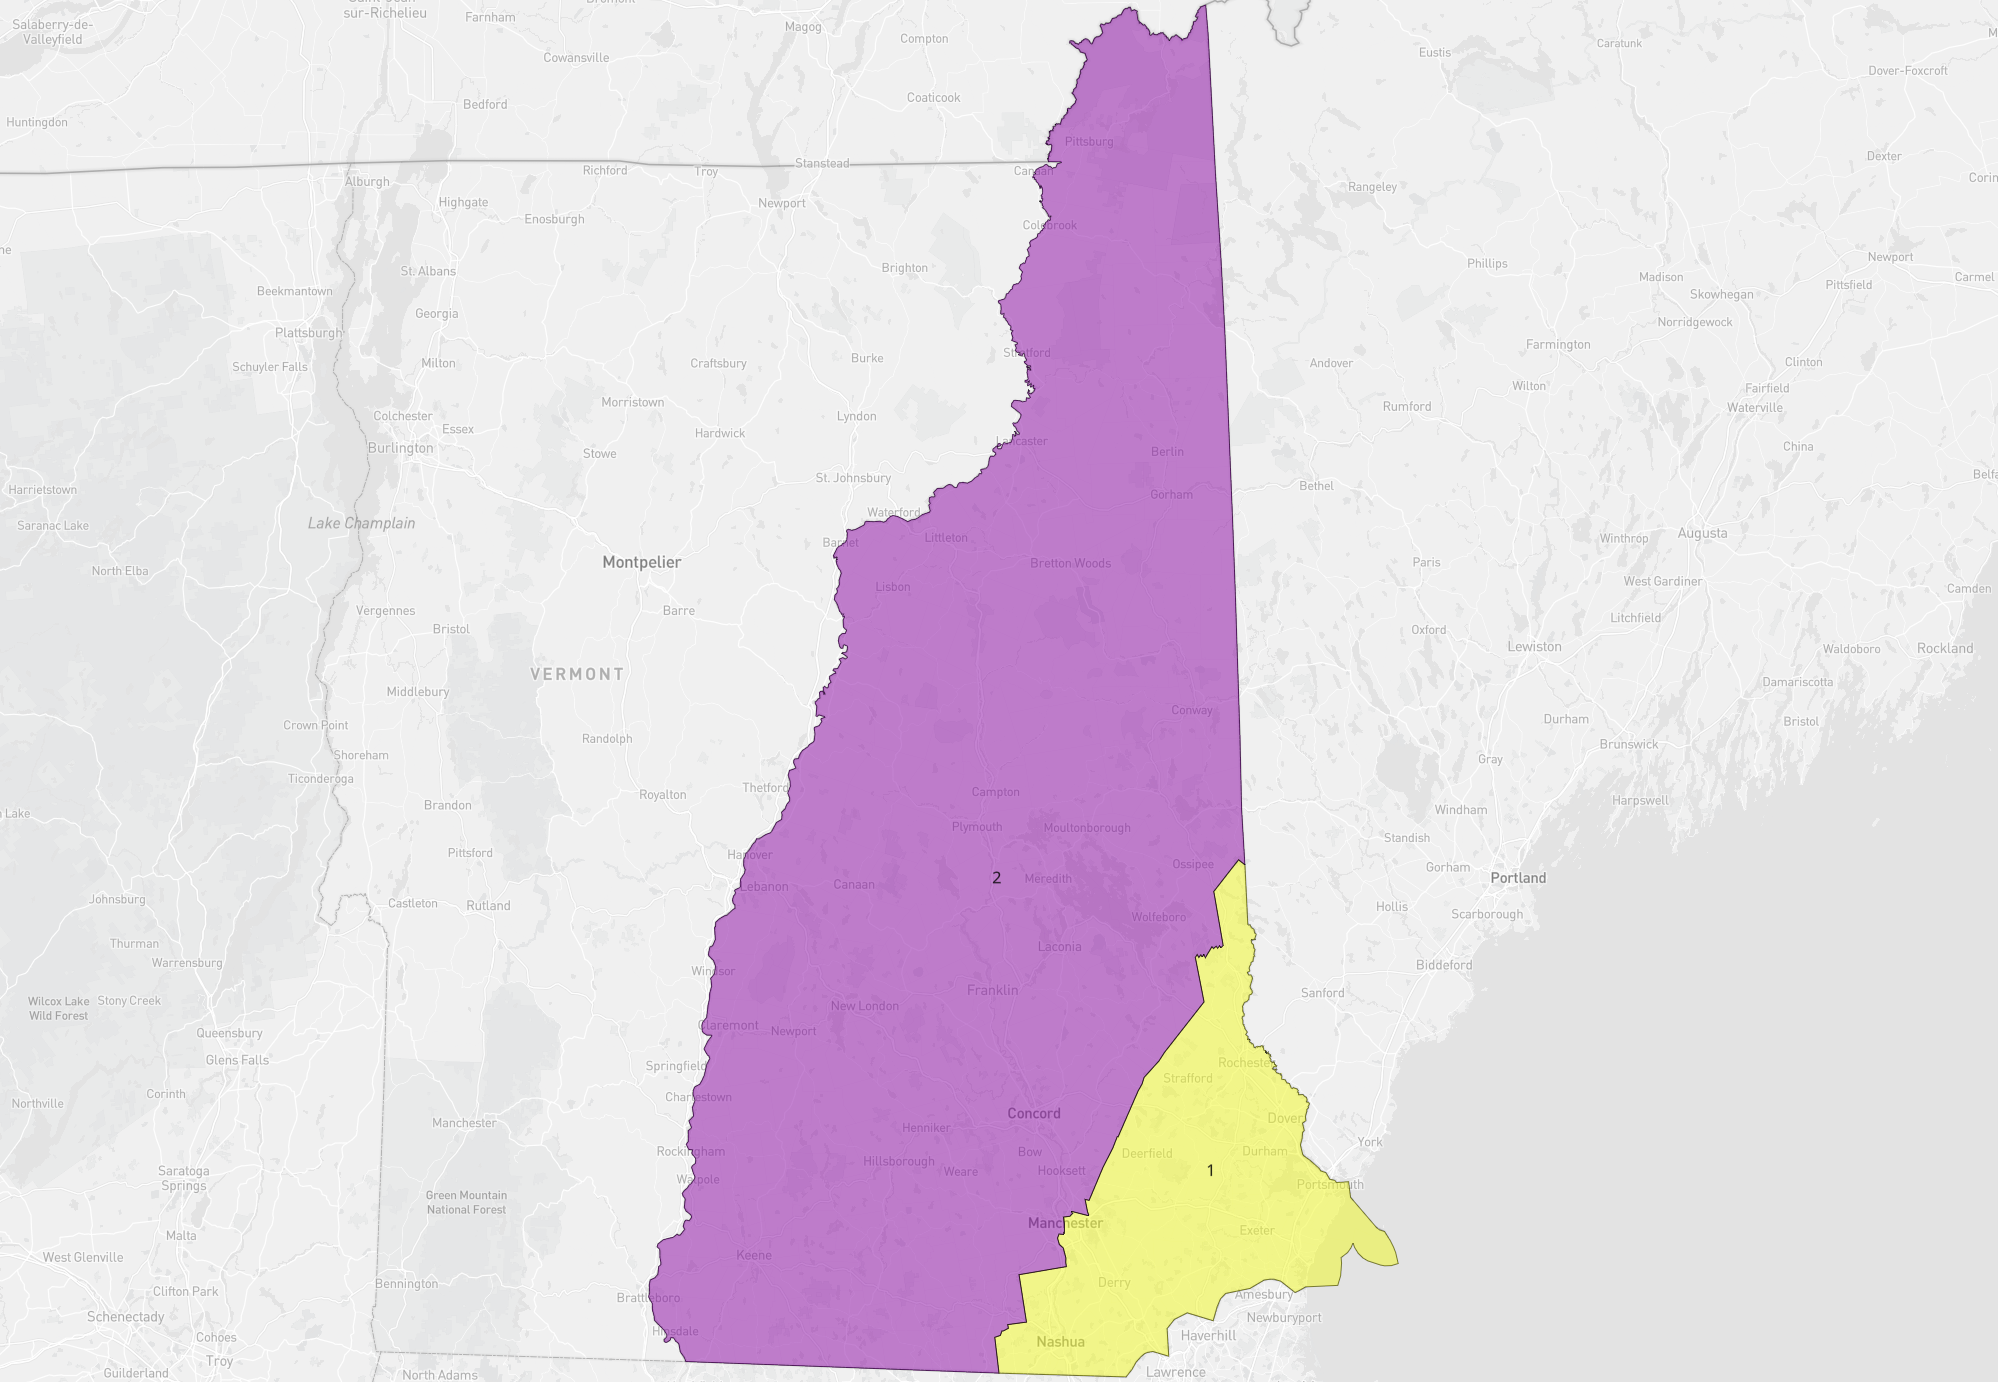 Saint-Jean-
sur-Richelieu
Farnham
Bromont
Magog
Salaberry-de-
Valleyfield
Compton
Cowansville
Eustis
Caratunk
Dover-Foxcroft
Coaticook
Bedford
Huntingdon
Pittsburg
Dexter
Stanstead
Richford
Troy
Canaan
Alburgh
Rangeley
Highgate
Newport
Enosburgh
Colebrook
Newport
Phillips
Brighton
St. Albans
Madison
Carmel
Pittsfield
Beekmantown
Skowhegan
Georgia
Norridgewock
Plattsburgh
Farmington
Stratford
Burke
Milton
Craftsbury
Andover
Clinton
Schuyler Falls
Wilton
Fairfield
Morristown
Rumford
Waterville
Colchester
Lyndon
Essex
Hardwick
Lancaster
Burlington
China
Stowe
Berlin
St. Johnsbury
Bethel
Harrietstown
Gorham
Waterford
Lake Champlain
Saranac Lake
Augusta
Winthrop
Littleton
Barnet
Montpelier
Bretton Woods
Paris
North Elba
West Gardiner
Lisbon
Camden
Vergennes
Barre
Litchfield
Bristol
Oxford
Lewiston
Waldoboro
Rockland
VERMONT
Damariscotta
Middlebury
Conway
Durham
Bristol
Crown Point
Randolph
Brunswick
Shoreham
Gray
Ticonderoga
Thetford
Campton
Royalton
Harpswell
Brandon
Windham
Lake
Plymouth
Moultonborough
Standish
Pittsford
Hanover
Ossipee
Gorham
2
Meredith
Portland
Lebanon
Canaan
Johnsburg
Castleton
Rutland
Hollis
Scarborough
Wolfeboro
Thurman
Laconia
Warrensburg
Biddeford
Windsor
Franklin
Sanford
Wilcox Lake
Wild Forest
Stony Creek
New London
Claremont
Newport
Queensbury
Glens Falls
Springfield
Rochester
Strafford
Corinth
Charlestown
Northville
Concord
Dover
Manchester
Henniker
York
Rockingham
Bow
Deerfield
Durham
Hillsborough
Weare
Hooksett
1
Saratoga
Springs
Walpole
Portsmouth
Green Mountain
National Forest
Manchester
Exeter
Malta
West Glenville
Keene
Derry
Bennington
Clifton Park
Brattleboro
Amesbury
Schenectady
Newburyport
Hinsdale
Haverhill
Cohoes
Nashua
Troy
Guilderland
North Adams
Lawrence